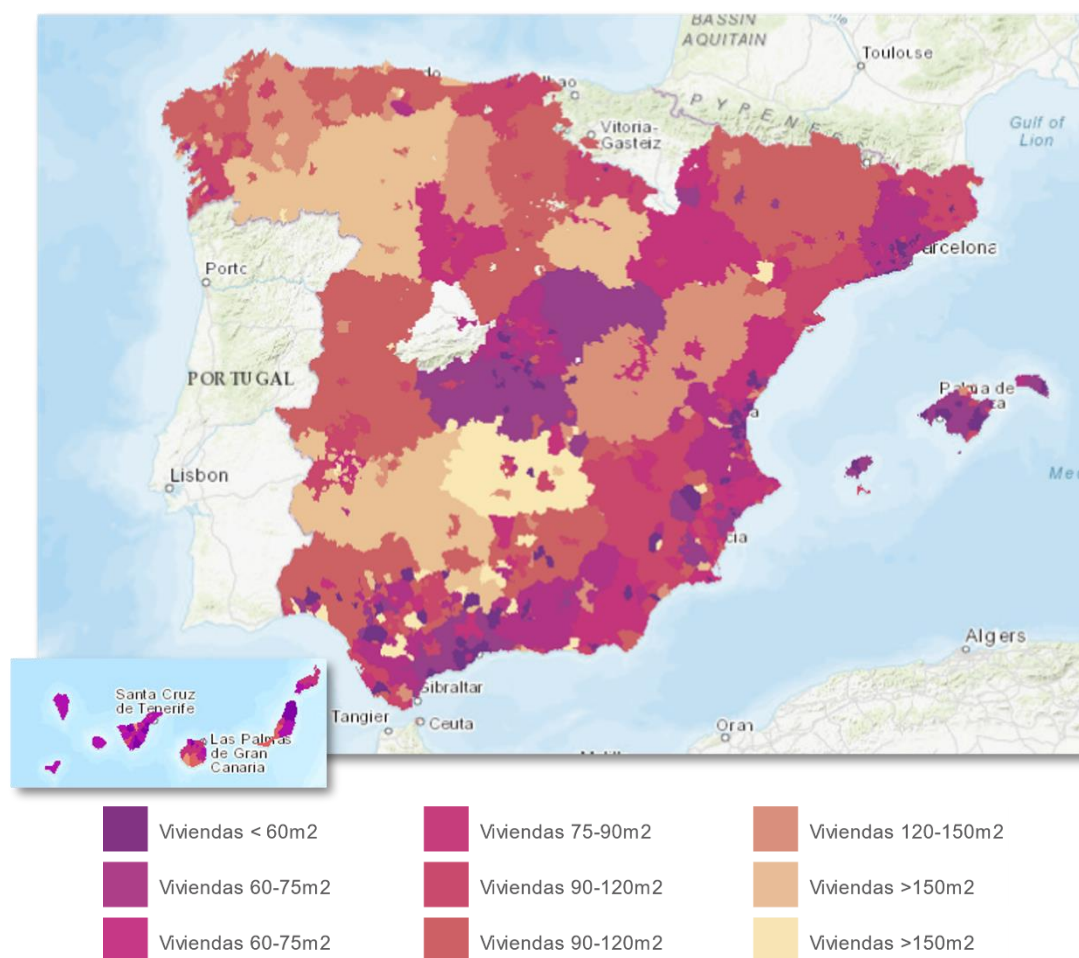 BASSIN
AQUITAIN
Toulouse
PYRENE
Gulf of
Lion
Vitoria-
Gasteiz
Porto
PORTUGAL
Lisbon
Palma de
Algiers
Gibraltar
Tangier
Ceuta
Oran
Santa Cruz
de Tenerife
Las Palmas
de Gran
Canaria
Viviendas < 60m2
Viviendas 75-90m2
Viviendas 120-150m2
Viviendas 60-75m2
Viviendas 90-120m2
Viviendas >150m2
Viviendas 60-75m2
Viviendas 90-120m2
Viviendas >150m2